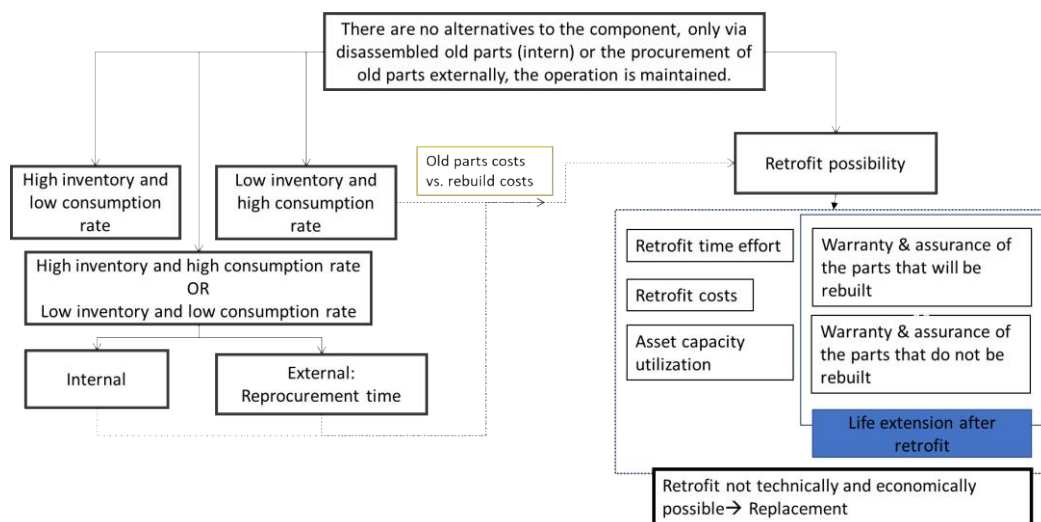 There are no alternatives to the component, only via
disassembled old parts (intern) or the procurement of
old parts externally, the operation is maintained.
High inventory and
low consumption
rate
Low inventory and
high consumption
rate
Old parts costs
vs. rebuild costs
Retrofit possibility
High inventory and high consumption rate
OR
Low inventory and low consumption rate
Internal
External:
Reprocurement time
Retrofit time effort
Retrofit costs
Asset capacity
utilization
Warranty & assurance of
the parts that will be
rebuilt
Warranty & assurance of
the parts that do not be
rebuilt
Life extension after
retrofit
Retrofit not technically and economically
possible→ Replacement